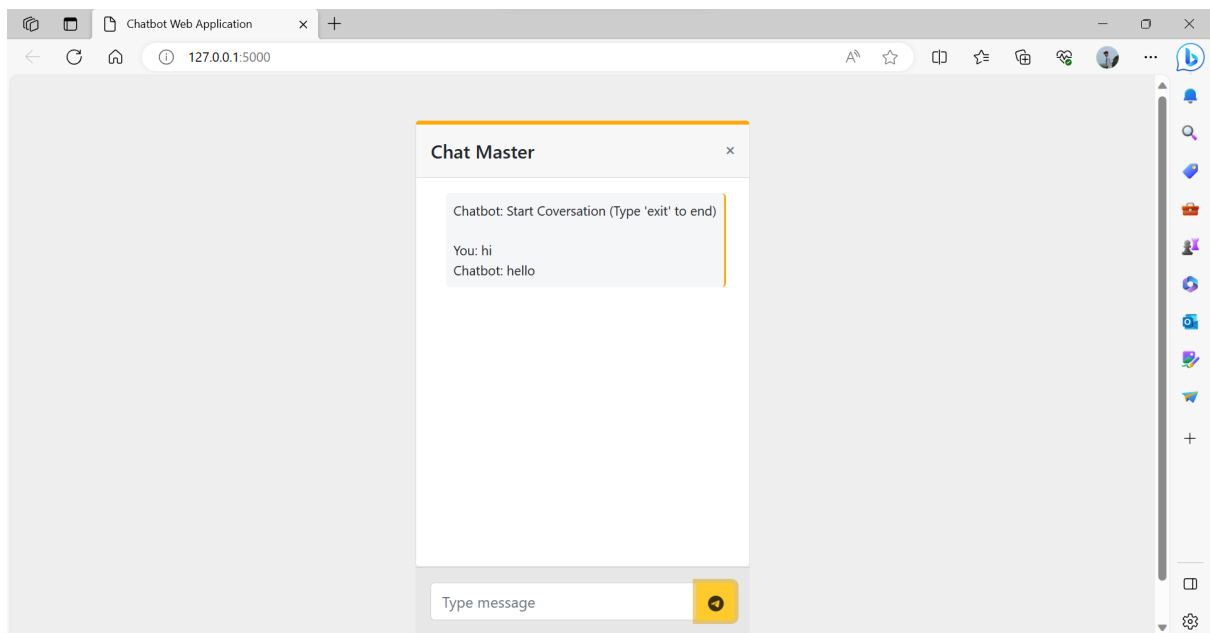 Chatbot Web Application
127.0.0.1:5000
Chat Master
Chatbot: Start Coversation (Type 'exit' to end)
You: hi
Chatbot: hello
Type message